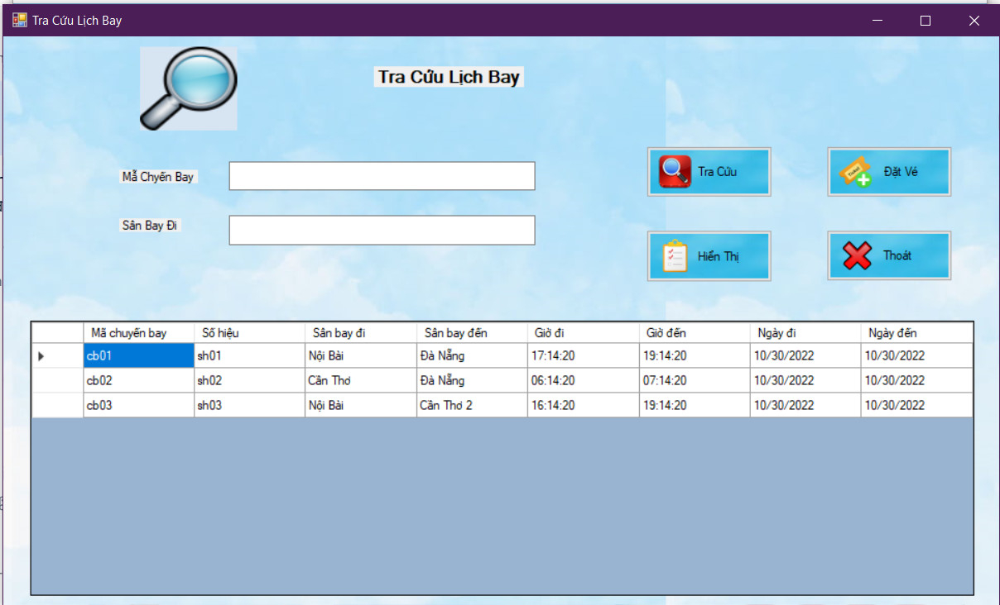 Tra Cứu Lịch Bay
Tra Cứu Lịch Bay
Mẫ Chyến Bay
Sân Bay Đi
Tra Cứu
Đặt Vé
Hiển Thị
Thoát
Mã chuyến bay Số hiệu Sân bay đi Sân bay đến Giờ đi Giờ đến Ngày đi Ngày đến
cb01 sh01 Nội Bài Đà Nẵng 17:14:20 19:14:20 10/30/2022 10/30/2022
cb02 sh02 Cần Thơ Đà Nẵng 06:14:20 07:14:20 10/30/2022 10/30/2022
cb03 sh03 Nội Bài Cần Thơ 2 16:14:20 19:14:20 10/30/2022 10/30/2022